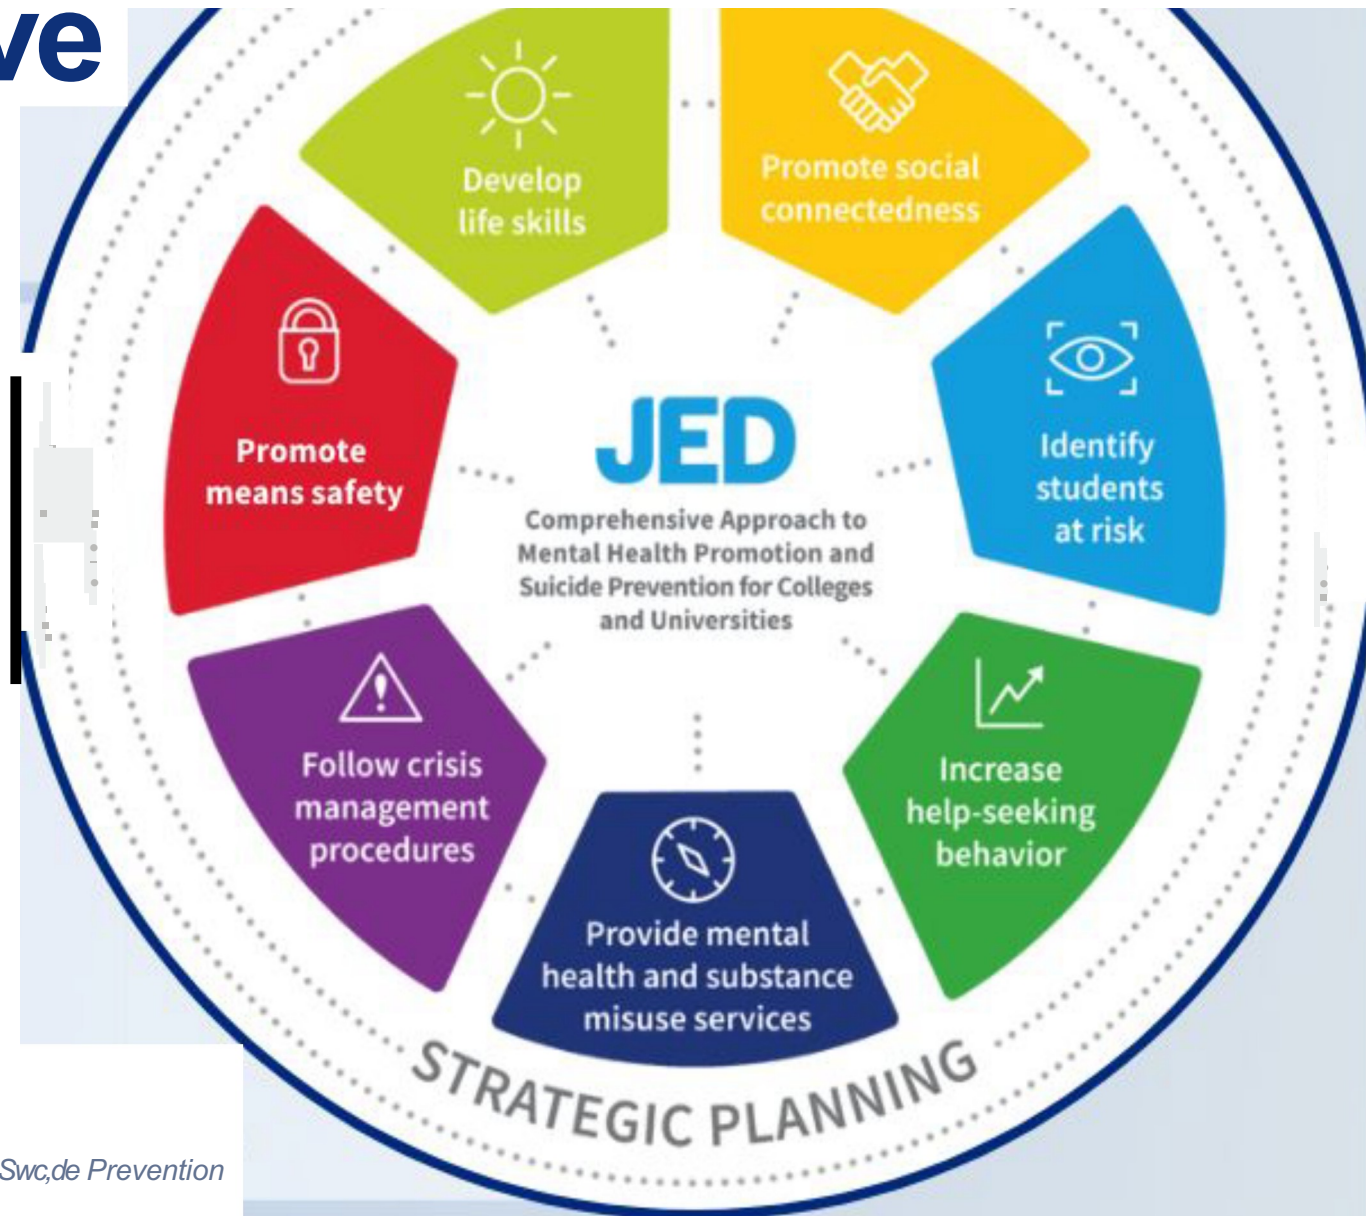 ve
Develop
life skills
Promote social
connectedness
Promote
means safety
JED
Comprehensive Approach to
Mental Health Promotion and
Suicide Prevention for Colleges
and Universities
Identify
students
at risk
Follow crisis
management
procedures
Increase
help-seeking
behavior
Provide mental
health and substance
misuse services
STRATEGIC PLANNING
Swc,de Prevention